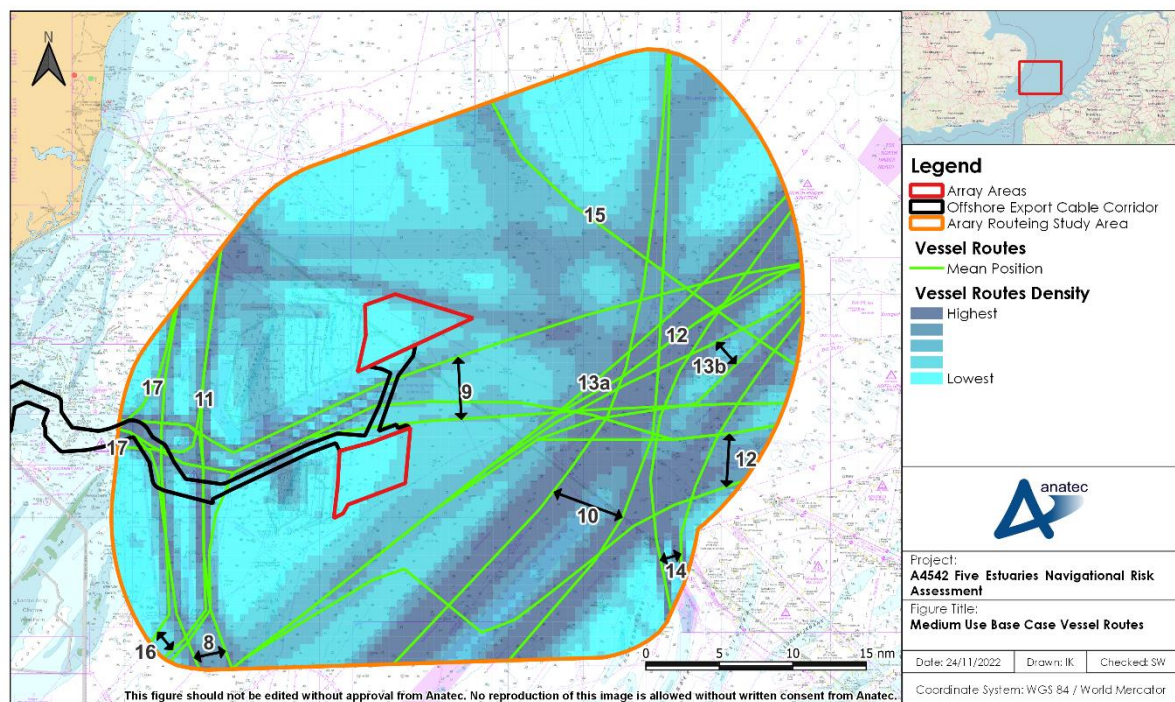 N
15
17
11
9
12
13b
13a
17
12
10
14
16
8
0 5 10 15 nm
This figure should not be edited without approval from Anatec. No reproduction of this image is allowed without written consent from Anatec.
Legend
Array Areas
Offshore Export Cable Corridor
Arary Routeing Study Area
Vessel Routes
Mean Position
Vessel Routes Density
Highest
Lowest
anatec
Project:
A4542 Five Estuaries Navigational Risk
Assessment
Figure Title:
Medium Use Base Case Vessel Routes
Date: 24/11/2022 Drawn: IK Checked: SW
Coordinate System: WGS 84 / World Mercator